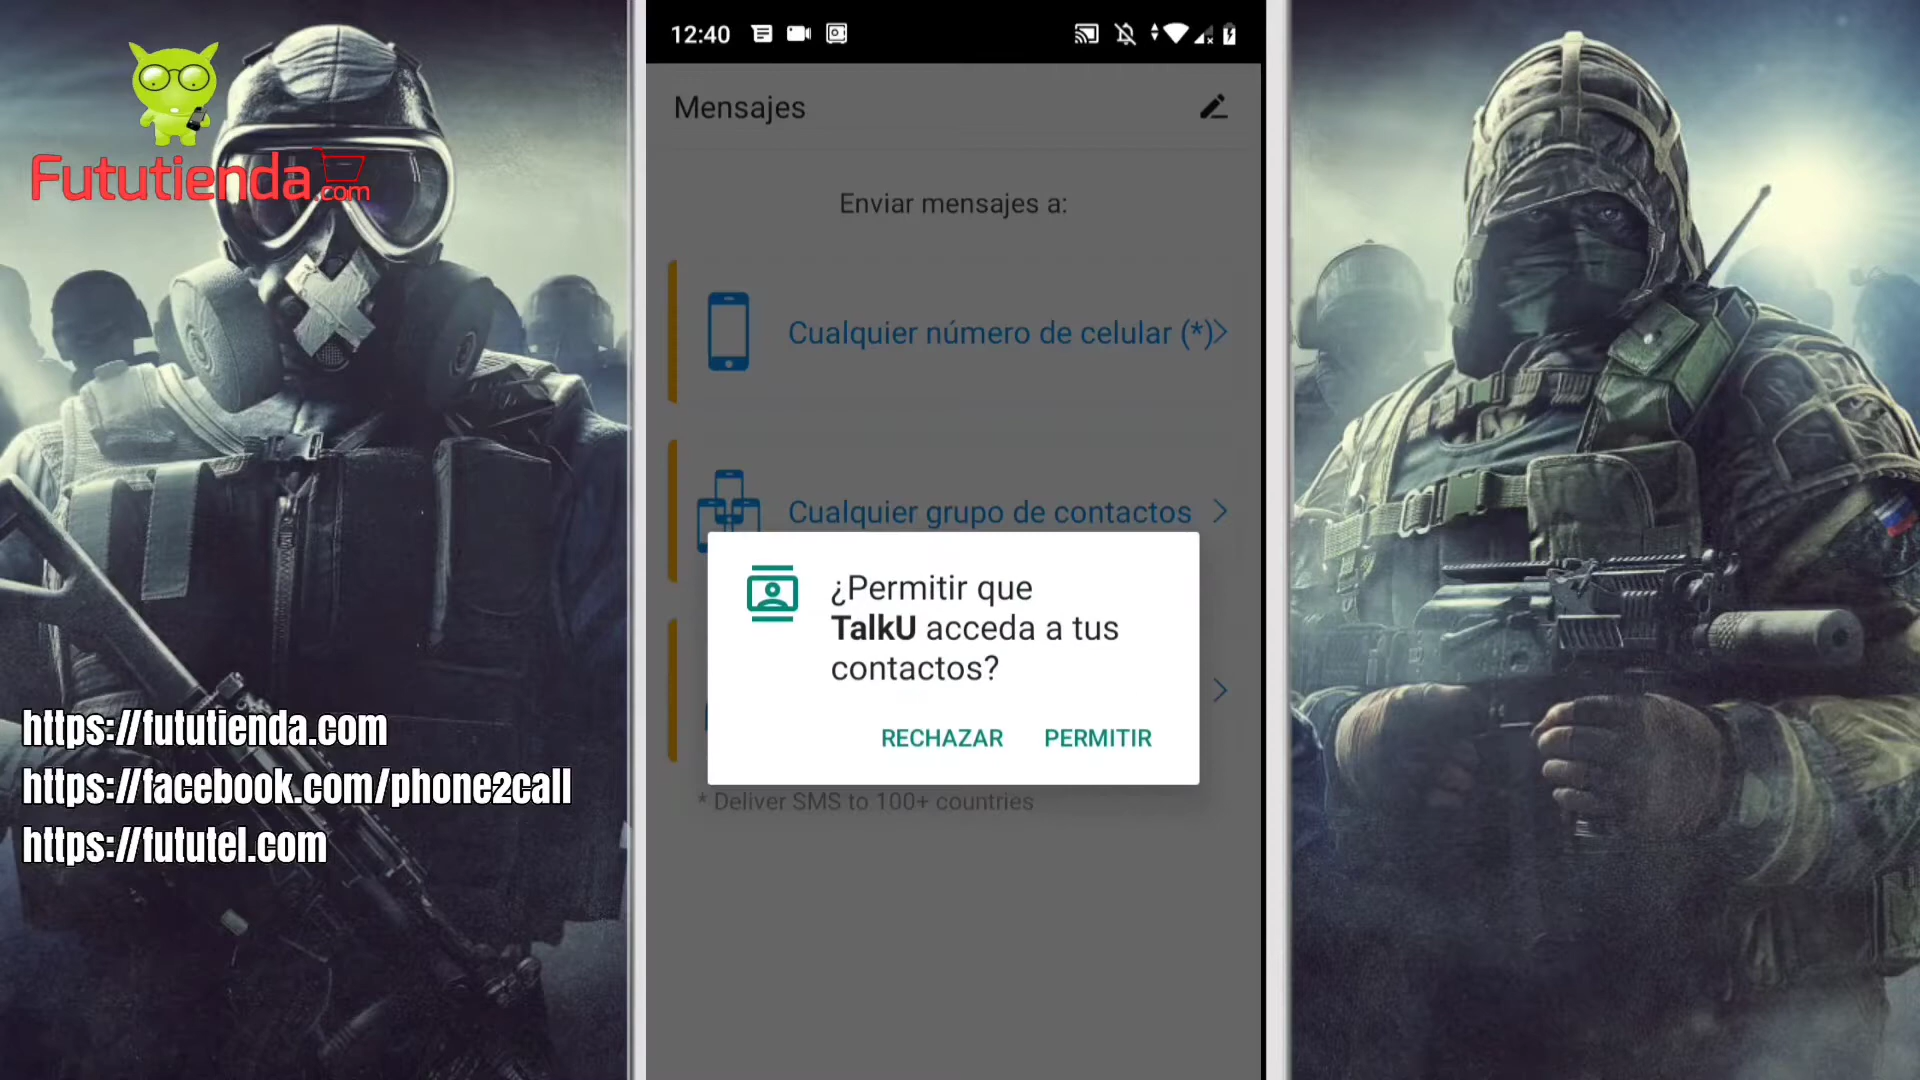 Fututienda.com
https://fututienda.com
https://facebook.com/phone2call
https://fututel.com
12:40
Mensajes
Enviar mensajes a:
Cualquier número de celular (*)
Cualquier grupo de contactos
¿Permitir que
TalkU acceda a tus
contactos?
RECHAZAR PERMITIR
* Deliver SMS to 100+ countries